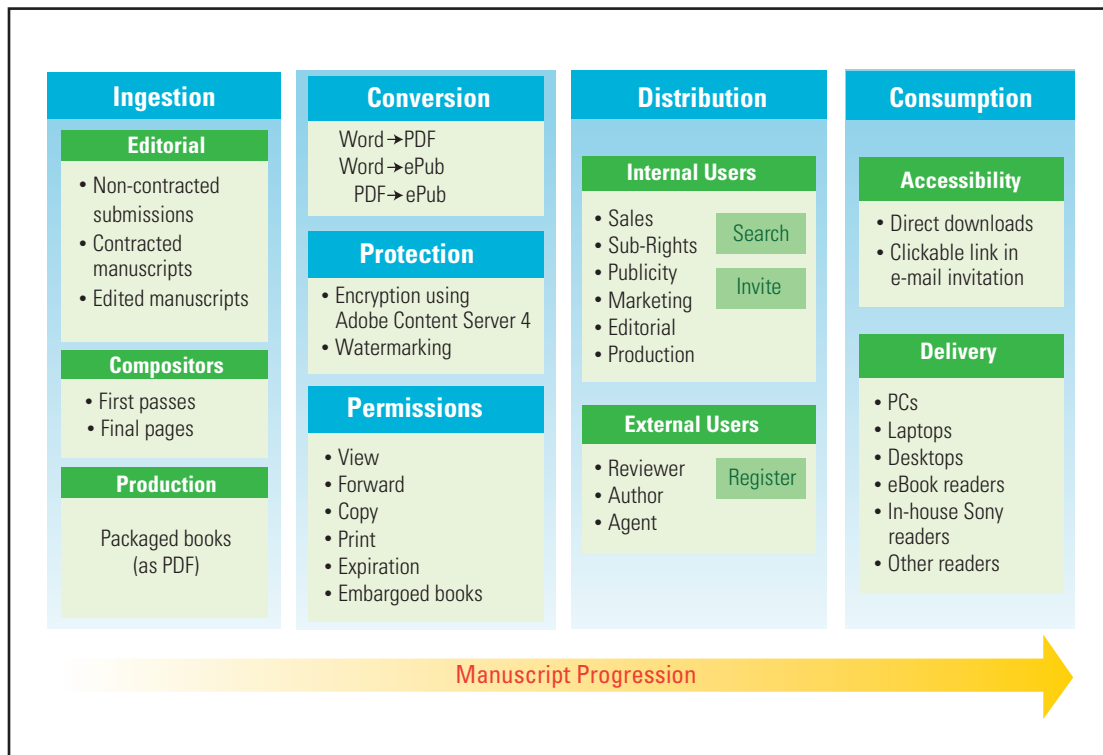 Ingestion
Editorial
• Non-contracted
submissions
• Contracted
manuscripts
• Edited manuscripts
Compositors
• First passes
• Final pages
Production
Packaged books
(as PDF)
Conversion
Word→PDF
Word→ePub
PDF→ePub
Protection
• Encryption using
Adobe Content Server 4
• Watermarking
Permissions
• View
• Forward
• Copy
• Print
• Expiration
• Embargoed books
Distribution
Internal Users
• Sales
• Sub-Rights
• Publicity
• Marketing
• Editorial
• Production
Search
Invite
External Users
• Reviewer
• Author
• Agent
Register
Consumption
Accessibility
• Direct downloads
• Clickable link in
e-mail invitation
Delivery
• PCs
• Laptops
• Desktops
• eBook readers
• In-house Sony
readers
• Other readers
Manuscript Progression